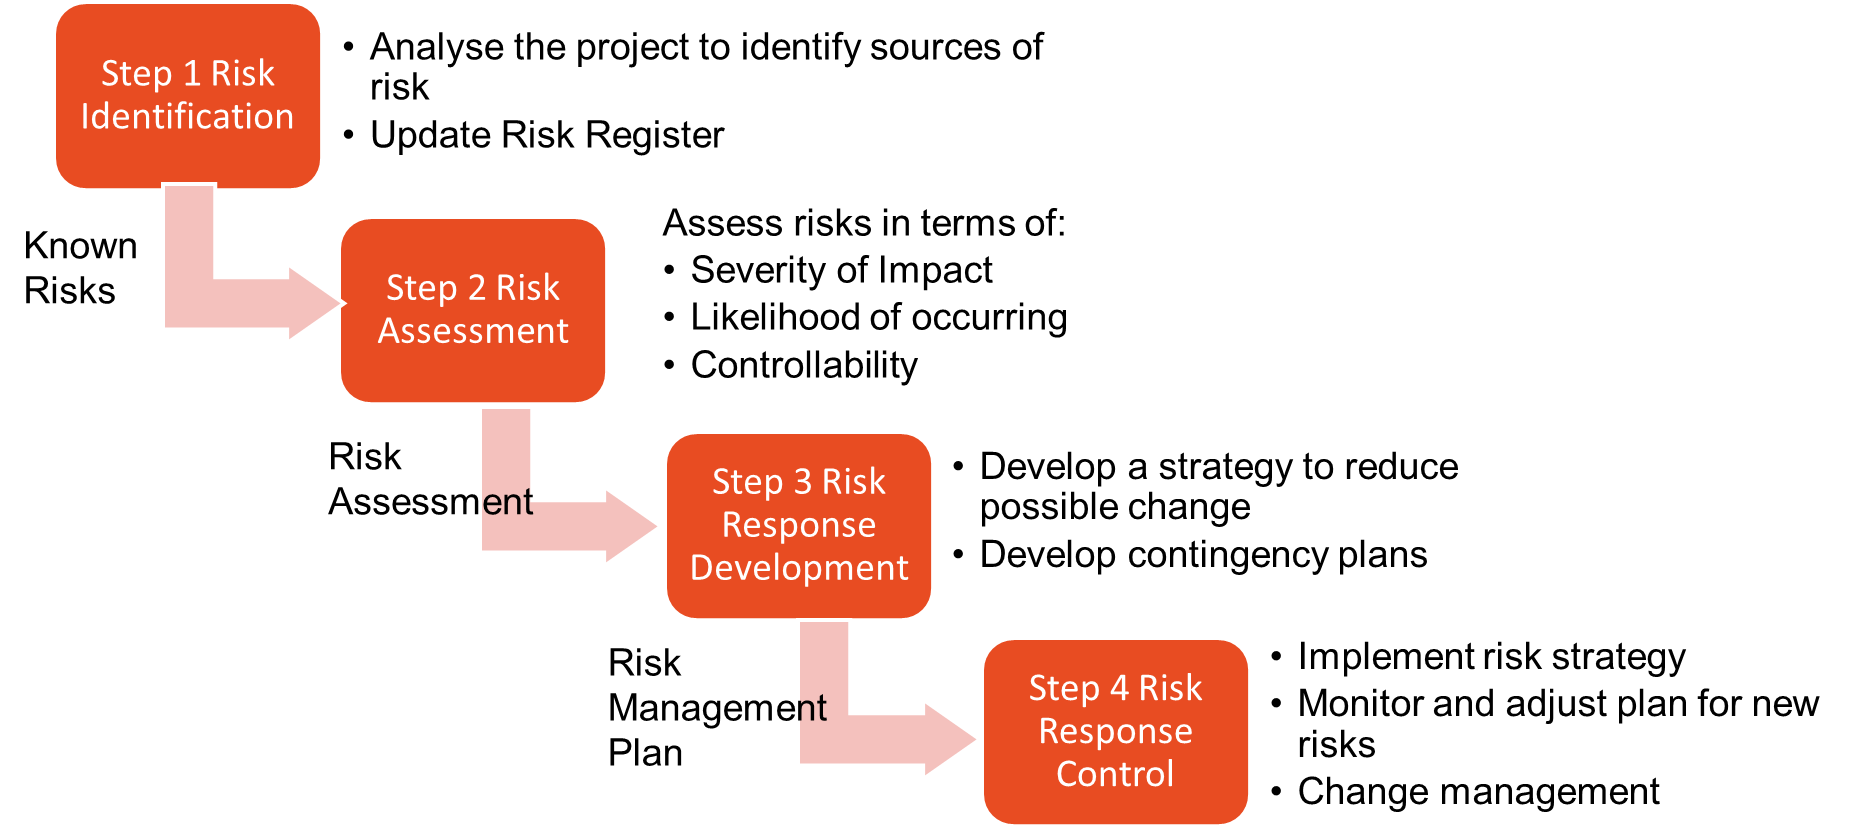 Step 1 Risk
Identification
• Analyse the project to identify sources of
risk
• Update Risk Register
Known
Risks
Step 2 Risk
Assessment
Assess risks in terms of:
• Severity of Impact
• Likelihood of occurring
• Controllability
Risk
Assessment
Step 3 Risk
Response
Development
• Develop a strategy to reduce
possible change
• Develop contingency plans
Risk
Management
Plan
Step 4 Risk
Response
Control
• Implement risk strategy
• Monitor and adjust plan for new
risks
• Change management